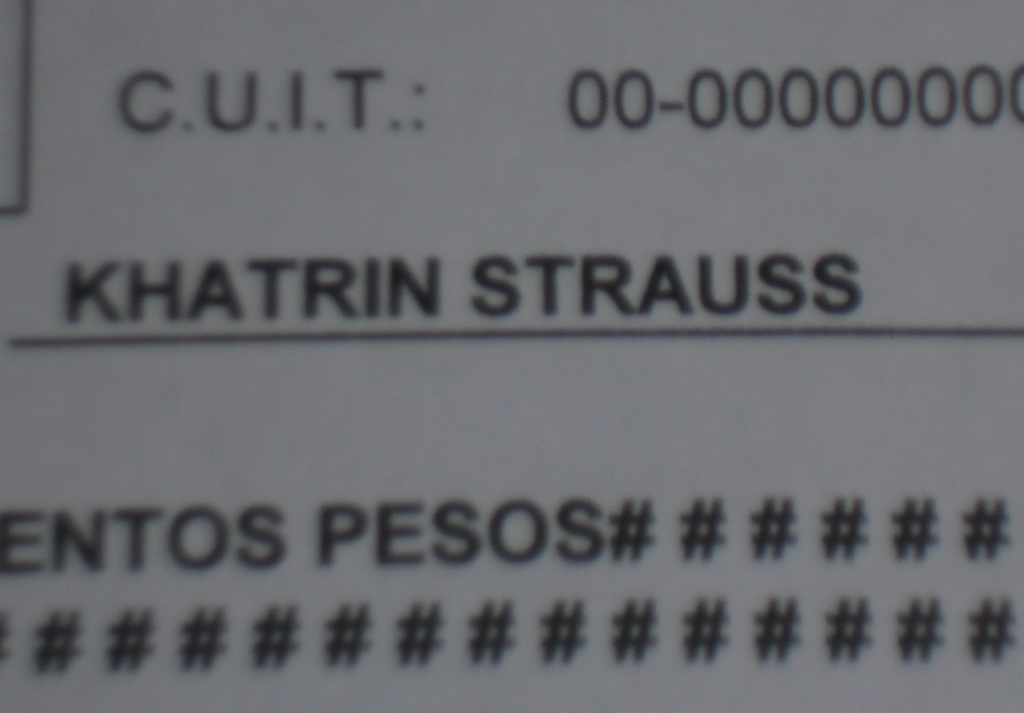 C.U.I.T.: 00-00000000
KHATRIN STRAUSS
ENTOS PESOS# # # # # #
# # # # # # # # # # # # # #